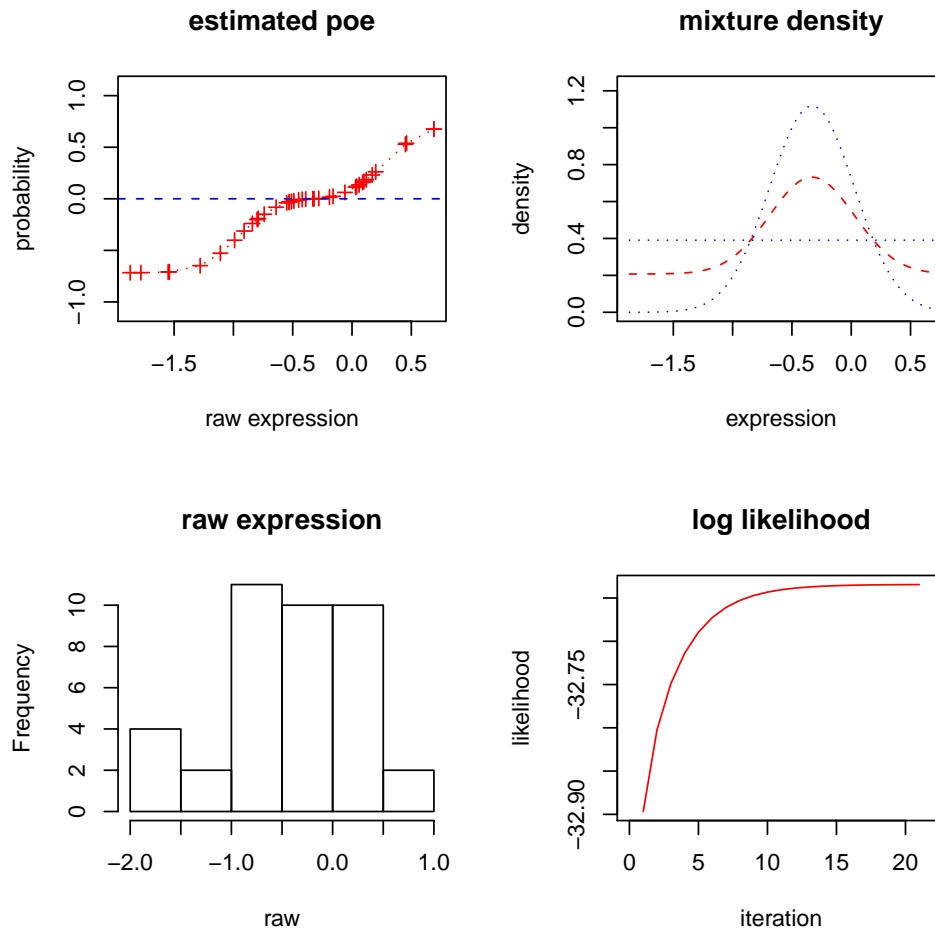 estimated poe
probability
-1.0 0.0 0.5 1.0
−1.5 −0.5 0.0 0.5
raw expression
mixture density
density
0.0 0.4 0.8 1.2
−1.5 −0.5 0.0 0.5
expression
raw expression
Frequency
0 2 4 6 8 10
−2.0 −1.0 0.0 1.0
raw
log likelihood
likelihood
−32.90 −32.75
0 5 10 15 20
iteration